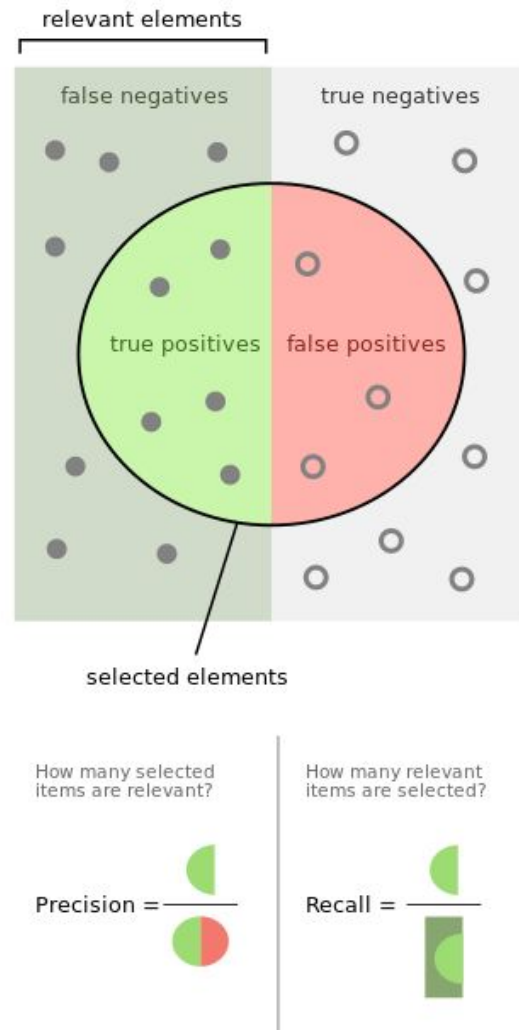 relevant elements
false negatives
true negatives
true positives
false positives
selected elements
How many selected
items are relevant?
Precision =
How many relevant
items are selected?
Recall =